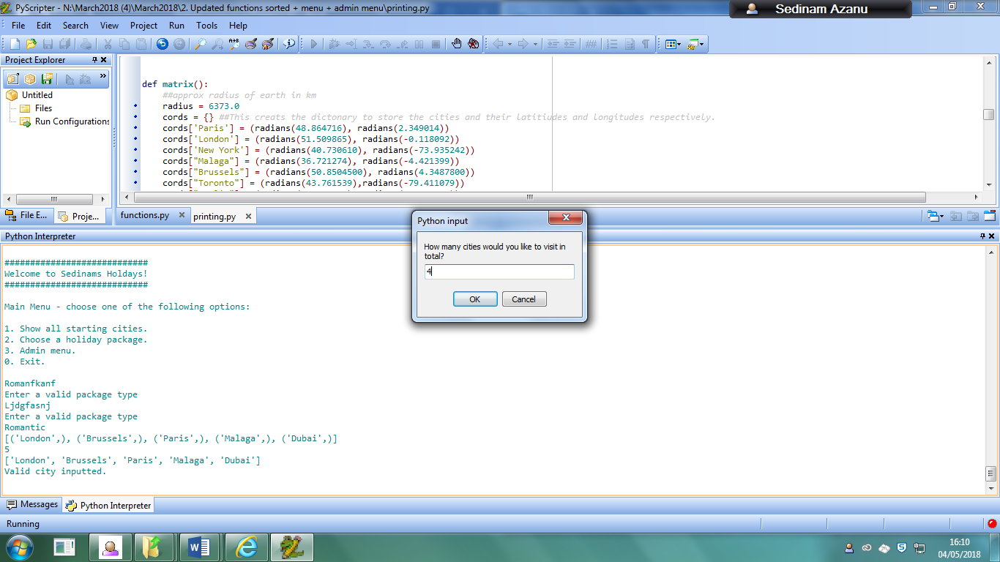 PyScripter - N:\March2018 (4)\March2018\2. Updated functions sorted + menu + admin menu\printing.py
Sedinam Azanu
File Edit Search View Project Run Tools Help
Project Explorer
Untitled
Files
Run Configurations
File E...
Proje...
def matrix():
##approx radius of earth in km
radius = 6373.0
cords = {} ##This creats the dictonary to store the cities and their latitiudes and longitudes respectively.
cords['Paris'] = (radians(48.864716), radians(2.349014))
cords['London'] = (radians(51.509865), radians(-0.118092))
cords['New York'] = (radians(40.730610), radians(-73.935242))
cords["Malaga"] = (radians(36.721274), radians(-4.421399))
cords["Brussels"] = (radians(50.8504500), radians(4.3487800))
cords["Toronto"] = (radians(43.761539),radians(-79.411079))
functions.py
printing.py
Python input
How many cities would you like to visit in
total?
4
OK
Cancel
Python Interpreter
############################
Welcome to Sedinams Holdays!
############################
Main Menu - choose one of the following options:
1. Show all starting cities.
2. Choose a holiday package.
3. Admin menu.
0. Exit.
Romanfkanf
Enter a valid package type
Ljdgfasnj
Enter a valid package type
Romantic
[('London',), ('Brussels',), ('Paris',), ('Malaga',), ('Dubai',)]
5
['London', 'Brussels', 'Paris', 'Malaga', 'Dubai']
Valid city inputted.
Messages
Python Interpreter
Running
16:10
04/05/2018